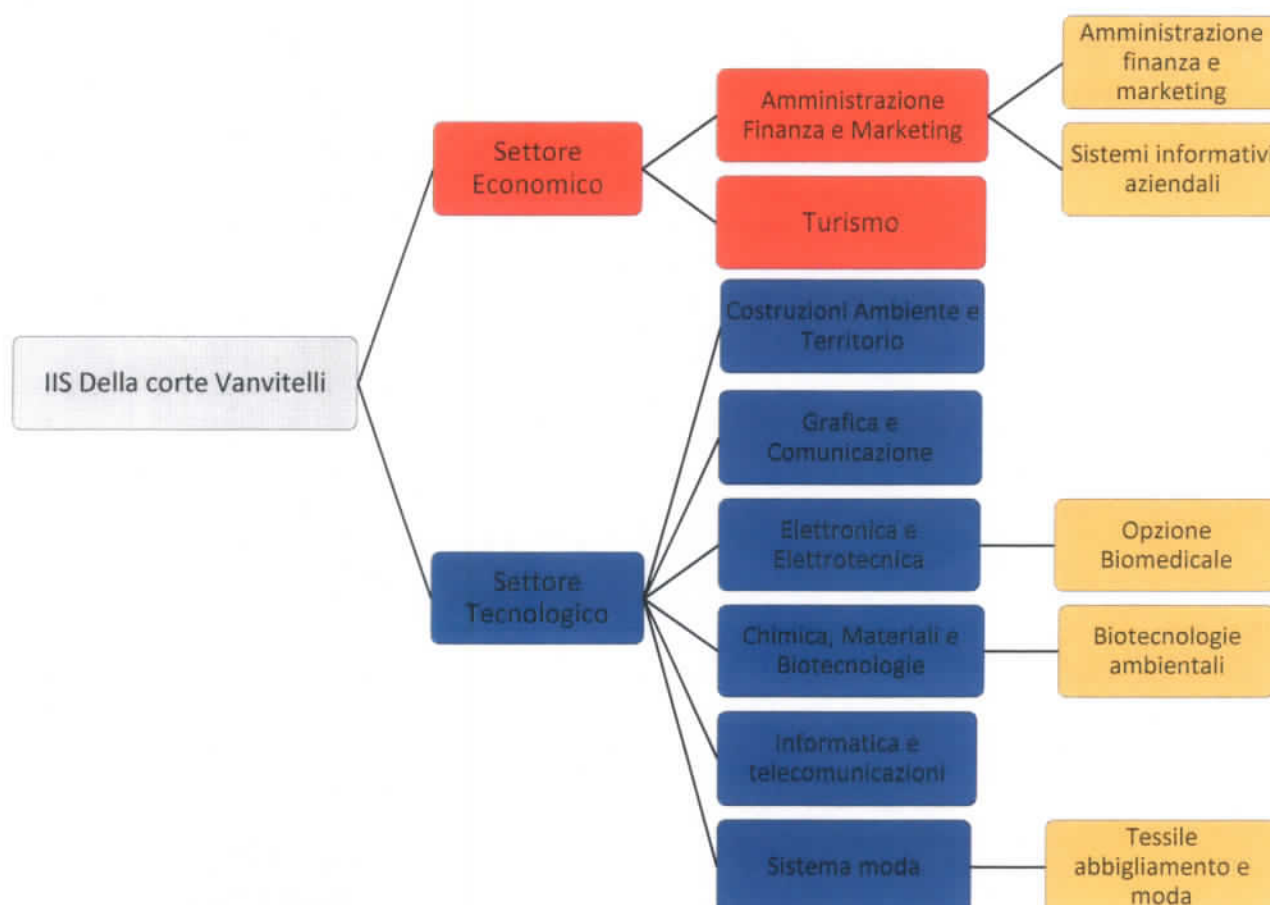 IIS Della corte Vanvitelli
Settore
Economico
Amministrazione
Finanza e Marketing
Amministrazione
finanza e
marketing
Sistemi informativi
aziendali
Turismo
Settore
Tecnologico
Costruzioni Ambiente e
Territorio
Grafica e
Comunicazione
Elettronica e
Elettrotecnica
Opzione
Biomedicale
Chimica, Materiali e
Biotecnologie
Biotecnologie
ambientali
Informatica e
telecomunicazioni
Sistema moda
Tessile
abbigliamento e
moda